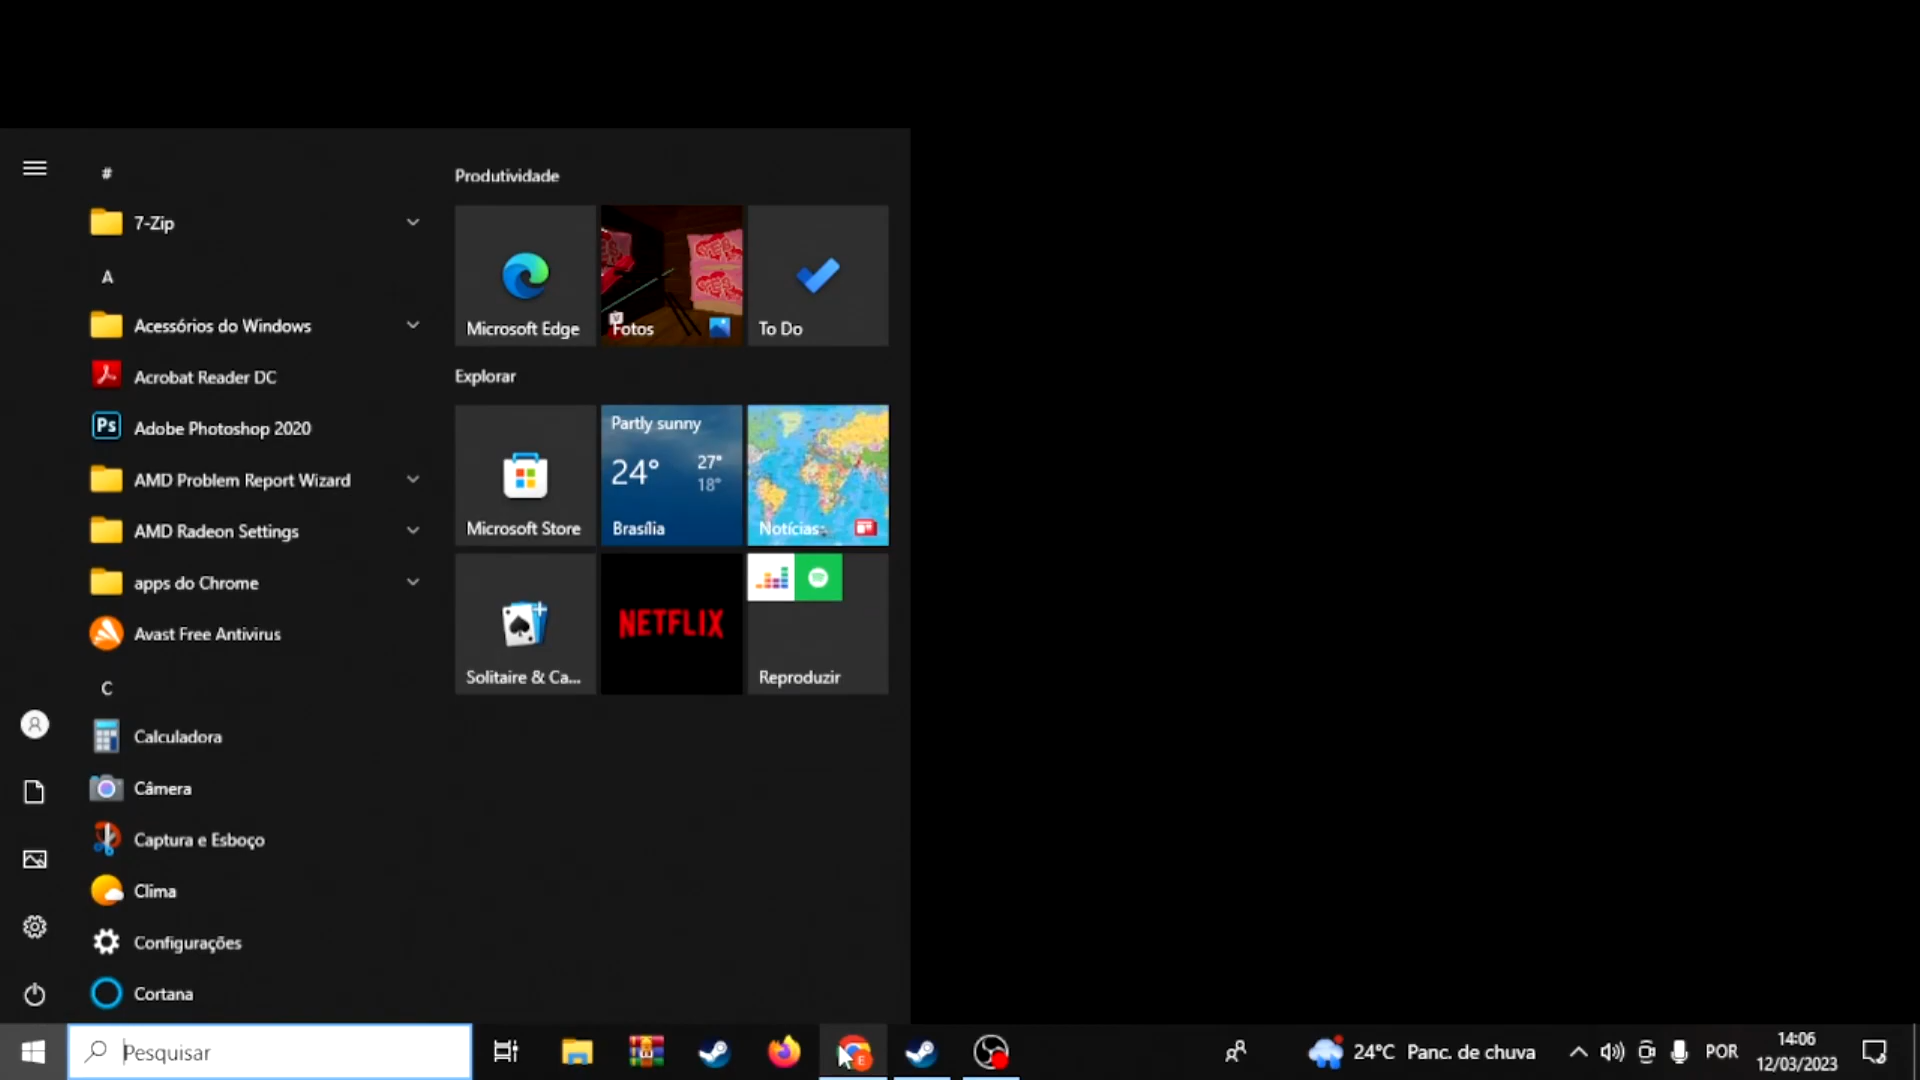 #
7-Zip
A
Acessórios do Windows
Acrobat Reader DC
Ps
Adobe Photoshop 2020
AMD Problem Report Wizard
AMD Radeon Settings
apps do Chrome
Avast Free Antivirus
C
Calculadora
Câmera
Captura e Esboço
Clima
Configurações
Cortana
Produtividade
Microsoft Edge
Fotos
To Do
Explorar
Microsoft Store
Partly sunny
24° 27°
18°
Brasília
Notícias
Solitaire & Ca...
NETFLIX
Reproduzir
Pesquisar
E
24°C Panc. de chuva
POR
14:06
12/03/2023